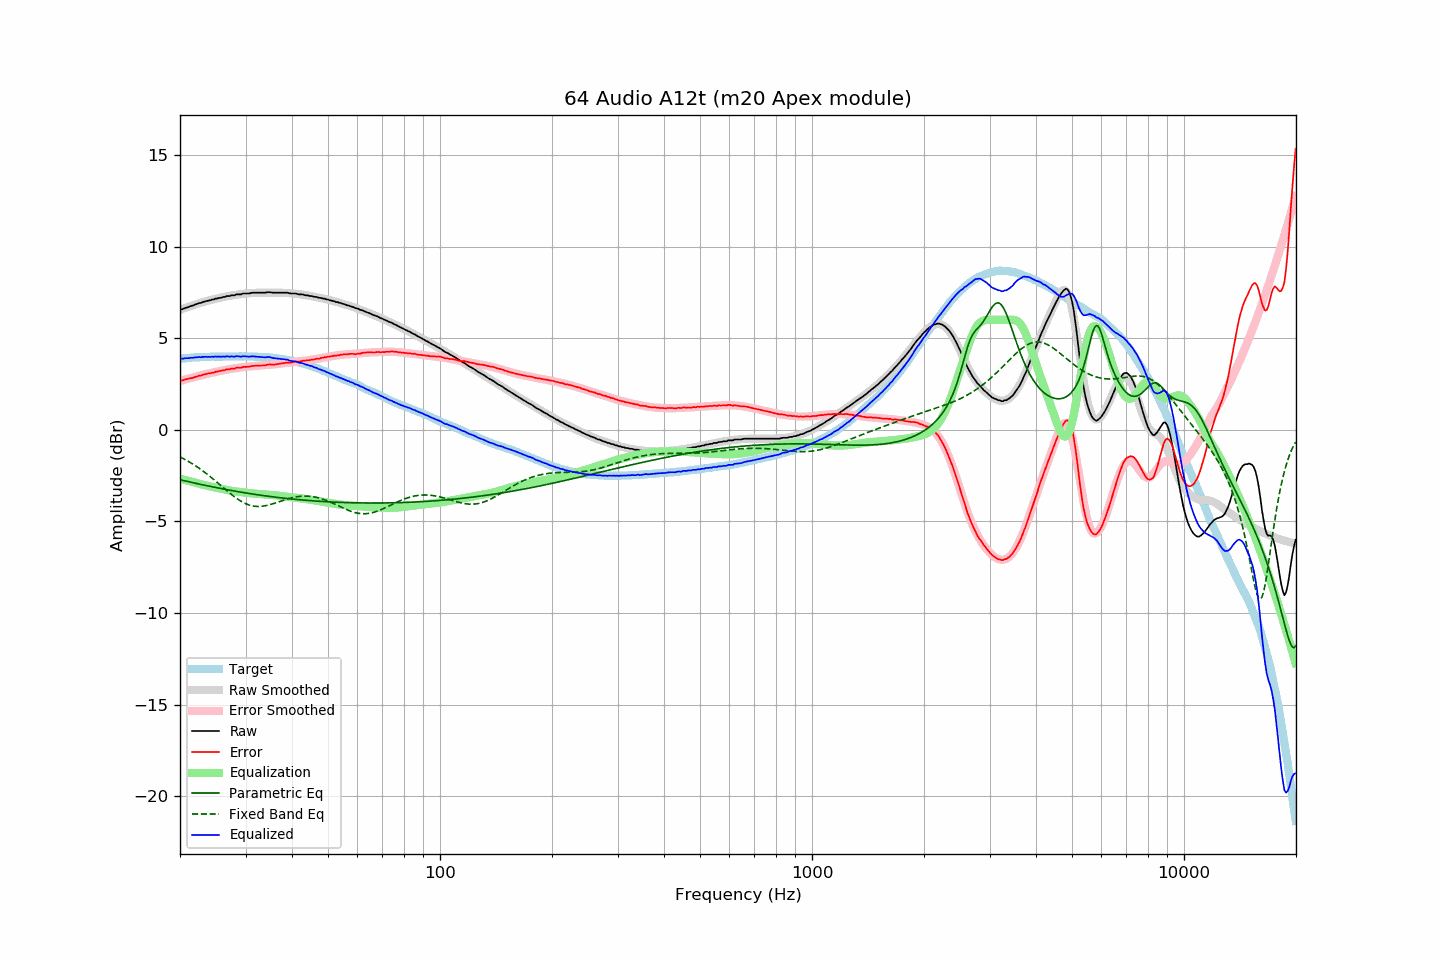 64 Audio A12t (m20 Apex module)
Amplitude (dBr)
15
10
5
0
−5
−10
−15
−20
Target
Raw Smoothed
Error Smoothed
Raw
Error
Equalization
Parametric Eq
Fixed Band Eq
Equalized
100
1000
10000
Frequency (Hz)